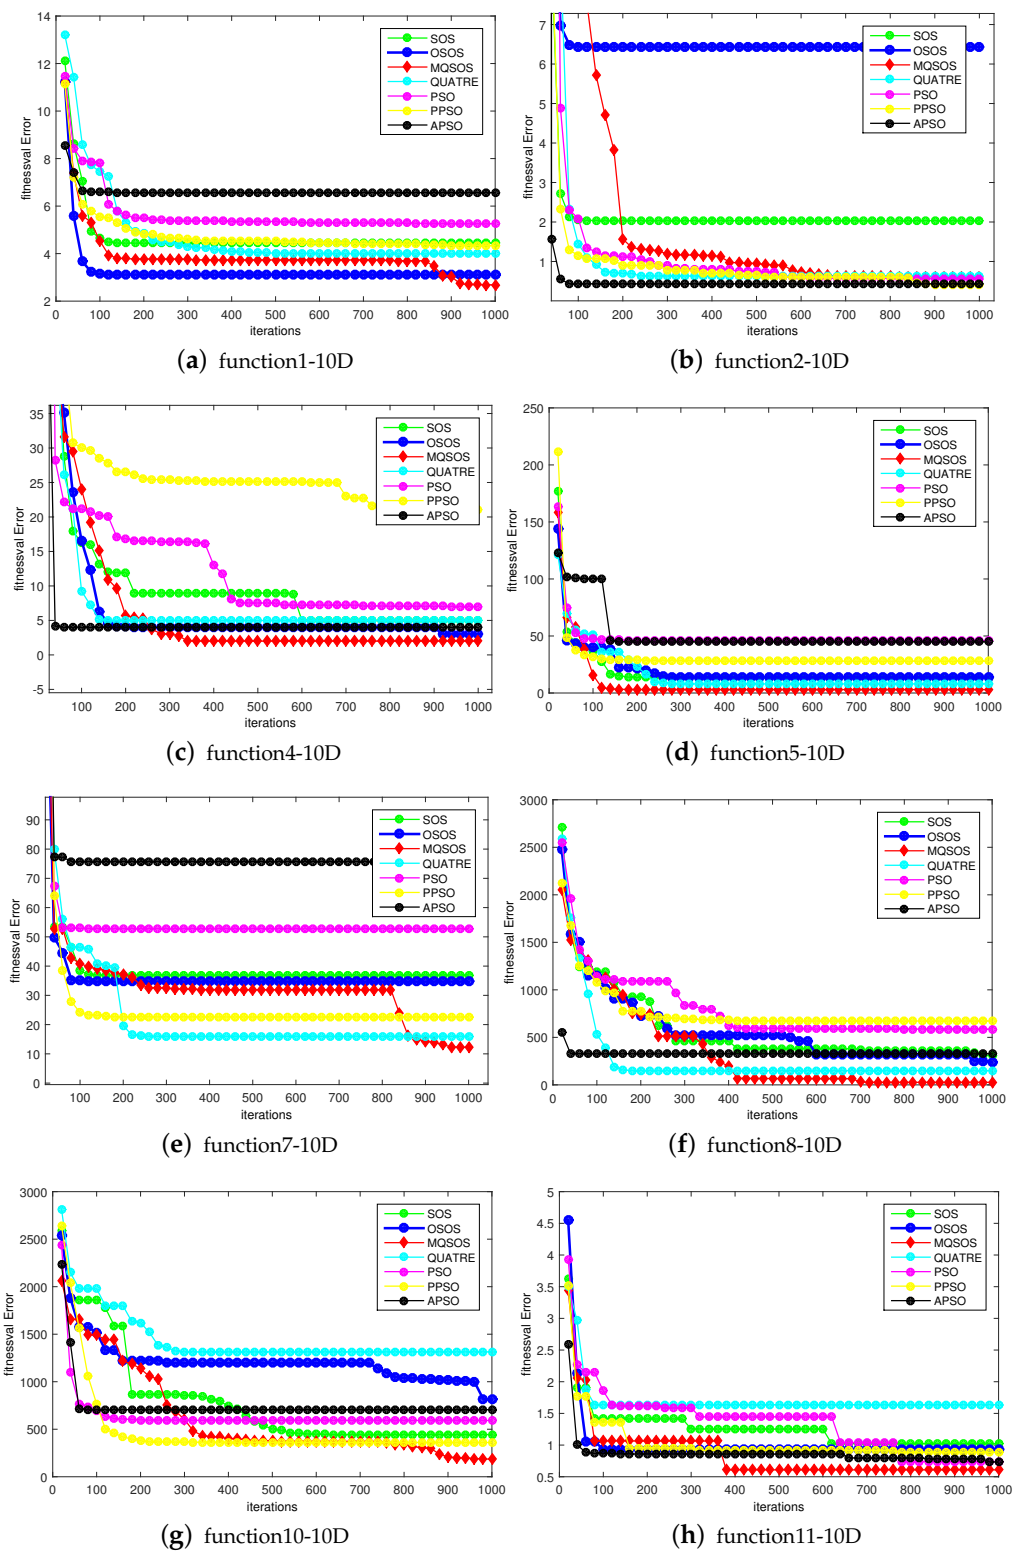 14
12
10
8
6
4
2
0 100 200 300 400 500 600 700 800 900 1000
fitnessval Error
iterations
SOS
OSOS
MQSOS
QUATRE
PSO
PPSO
APSO
(a) function1-10D
7
6
5
4
3
2
1
100 200 300 400 500 600 700 800 900 1000
fitnessval Error
iterations
SOS
OSOS
MQSOS
QUATRE
PSO
PPSO
APSO
(b) function2-10D
35
30
25
20
15
10
5
0
-5
100 200 300 400 500 600 700 800 900 1000
fitnessval Error
iterations
SOS
OSOS
MQSOS
QUATRE
PSO
PPSO
APSO
(c) function4-10D
250
200
150
100
50
0
0 100 200 300 400 500 600 700 800 900 1000
fitnessval Error
iterations
SOS
OSOS
MQSOS
QUATRE
PSO
PPSO
APSO
(d) function5-10D
90
80
70
60
50
40
30
20
10
0
100 200 300 400 500 600 700 800 900 1000
fitnessval Error
iterations
SOS
OSOS
MQSOS
QUATRE
PSO
PPSO
APSO
(e) function7-10D
3000
2500
2000
1500
1000
500
0
0 100 200 300 400 500 600 700 800 900 1000
fitnessval Error
iterations
SOS
OSOS
MQSOS
QUATRE
PSO
PPSO
APSO
(f) function8-10D
3000
2500
2000
1500
1000
500
0
0 100 200 300 400 500 600 700 800 900 1000
fitnessval Error
iterations
SOS
OSOS
MQSOS
QUATRE
PSO
PPSO
APSO
(g) function10-10D
5
4.5
4
3.5
3
2.5
2
1.5
1
0.5
0 100 200 300 400 500 600 700 800 900 1000
fitnessval Error
iterations
SOS
OSOS
MQSOS
QUATRE
PSO
PPSO
APSO
(h) function11-10D